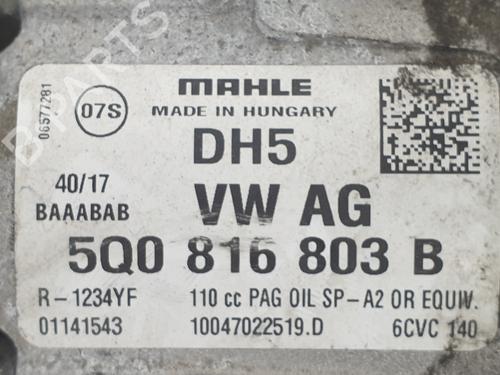 B-PARTS
06577281
07S
MAHLE
MADE IN HUNGARY
DH5
40/17
BAAABAB
VW AG
5Q0 816 803 B
R-1234YF
110 cc PAG OIL SP-A2 OR EQUIV.
01141543
10047022519.D
6CVC 140